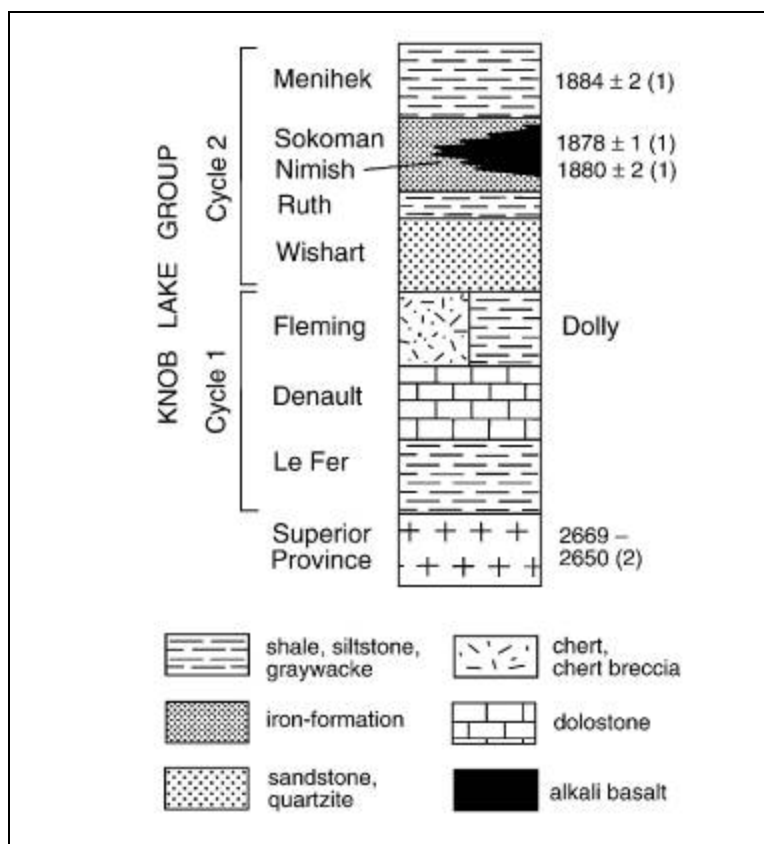 KNOB LAKE GROUP
Cycle 2
Menihek
1884 ± 2 (1)
Sokoman
1878 ± 1 (1)
Nimish
1880 ± 2 (1)
Ruth
Wishart
Cycle 1
Fleming
Dolly
Denault
Le Fer
Superior
Province
2669 –
2650 (2)
shale, siltstone,
graywacke
chert,
chert breccia
iron-formation
dolostone
sandstone,
quartzite
alkali basalt